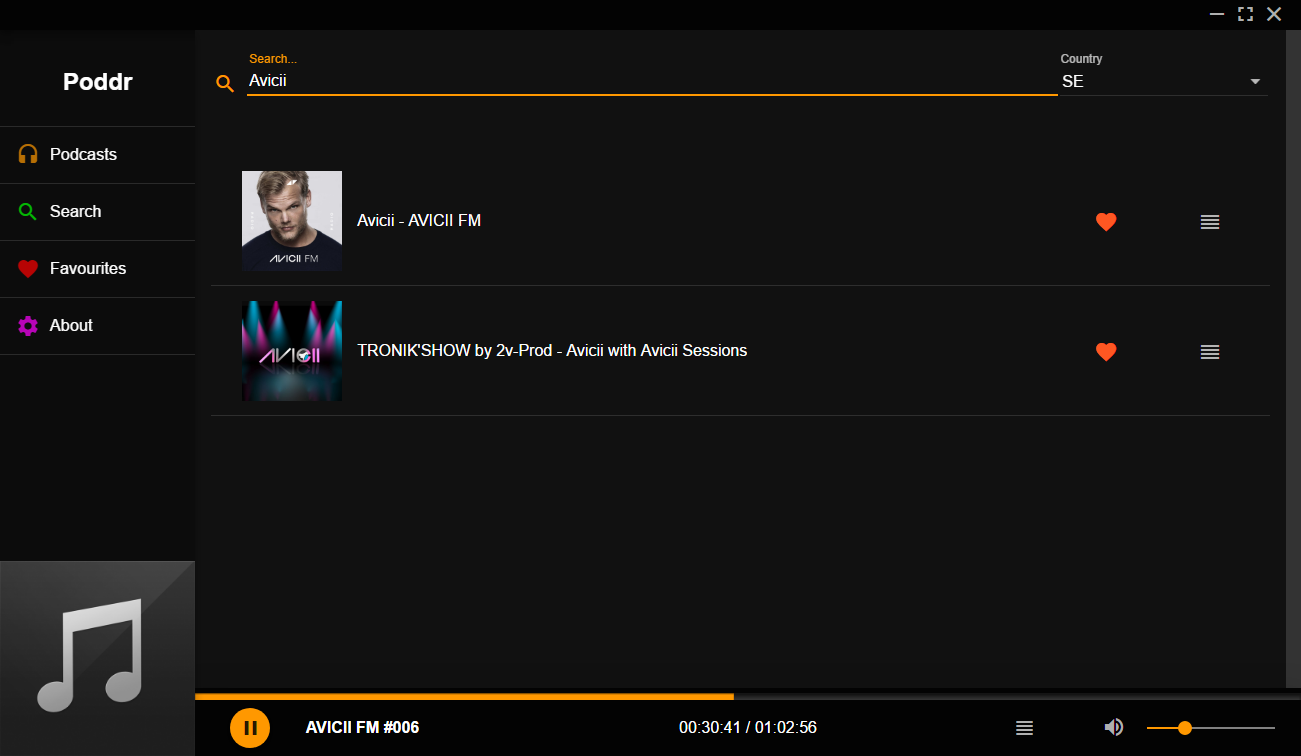 Poddr
Podcasts
Search
Favourites
About
Search...
Avicii
Country
SE
AVICII FM
Avicii - AVICII FM
AVICII
TRONIK'SHOW by 2v-Prod - Avicii with Avicii Sessions
AVICII FM #006
00:30:41 / 01:02:56